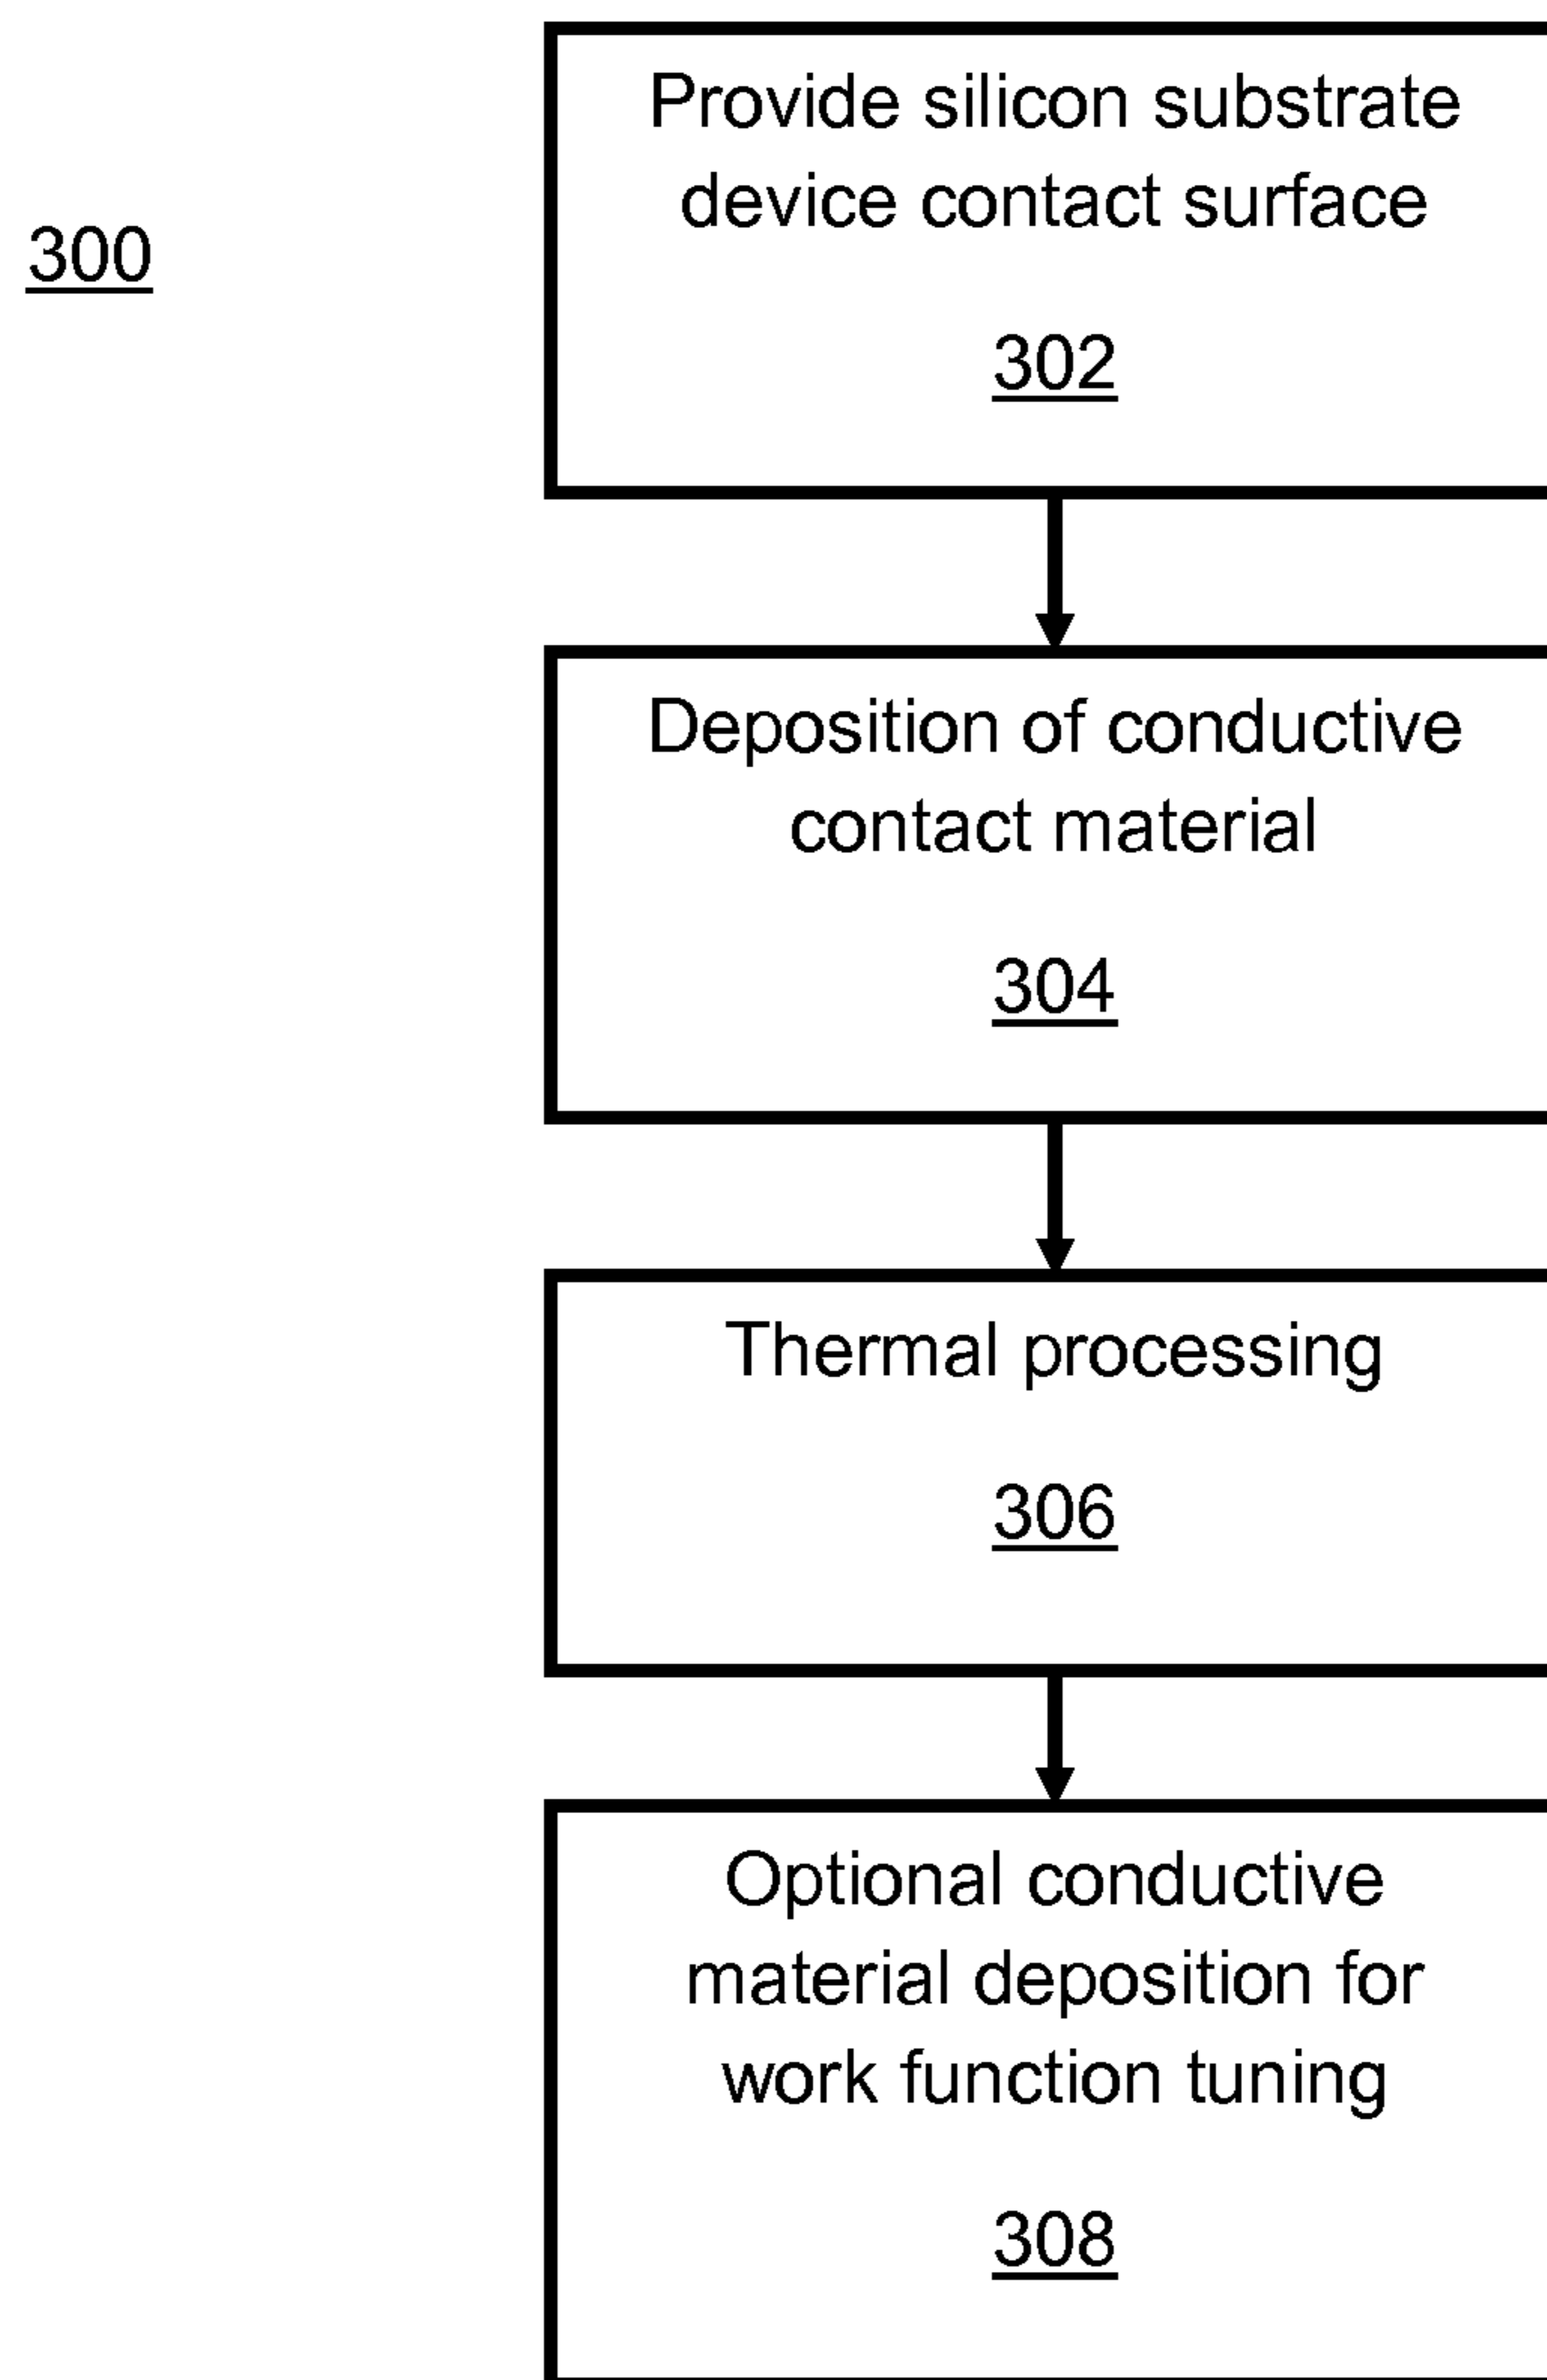 300
Provide silicon substrate
device contact surface
302
Deposition of conductive
contact material
304
Thermal processing
306
Optional conductive
material deposition for
work function tuning
308